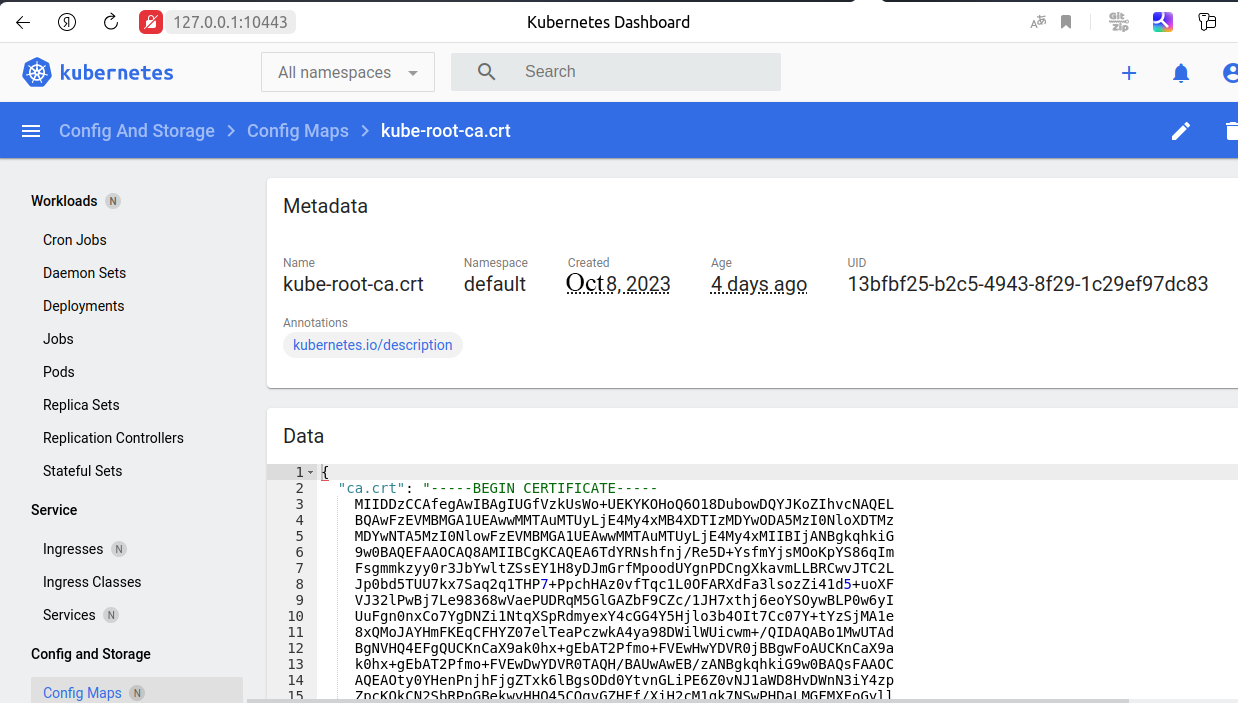 127.0.0.1:10443
Kubernetes Dashboard
kubernetes
All namespaces
Search
Config And Storage > Config Maps > kube-root-ca.crt
Workloads N
Cron Jobs
Daemon Sets
Deployments
Jobs
Pods
Replica Sets
Replication Controllers
Stateful Sets
Service
Ingresses N
Ingress Classes
Services N
Config and Storage
Config Maps N
Metadata
Name
kube-root-ca.crt
Namespace
default
Created
Oct 8, 2023
Age
4 days ago
UID
13bfbf25-b2c5-4943-8f29-1c29ef97dc83
Annotations
kubernetes.io/description
Data
1 {
2 "ca.crt": "-----BEGIN CERTIFICATE-----
3 MIIDDzCCAfegAwIBAgIUGfVzkUsWo+UEKYKOHoQ6O18DubowDQYJKoZIhvcNAQEL
4 BQAwFzEVMBMGA1UEAwwMMTAuMTUyLjE4My4xMB4XDTIzMDYwODA5MzI0NloXDTMz
5 MDYwNTA5MzI0NlowFzEVMBMGA1UEAwwMMTAuMTUyLjE4My4xMIIBIjANBgkqhkiG
6 9w0BAQEFAAOCAQ8AMIIBCgKCAQEA6TdYRNshfnj/Re5D+YsfmYjsMOoKpYS86qIm
7 Fsgmmkzyy0r3JbYwltZSsEY1H8yDJmGrfMpoodUYgnPDCngXkavmLLBRCwvJTC2L
8 Jp0bd5TUU7kx7Saq2q1THP7+PpchHAz0vfTqc1L0OFARXdFa3lsozZi41d5+uoXF
9 VJ32lPwBj7Le98368wVaePUDRqM5GlGAZbF9CZc/1JH7xthj6eoYSOywBLP0w6yI
10 UuFgn0nxCo7YgDNZi1NtqXSpRdmyexY4cGG4Y5Hjlo3b4OIt7Cc07Y+tYzSjMA1e
11 8xQMoJAYHmFKEqCFHYZ07elTeaPczwkA4ya98DWilWUicwm+/QIDAQABo1MwUTAd
12 BgNVHQ4EFgQUCKnCaX9ak0hx+gEbAT2Pfmo+FVEwHwYDVR0jBBgwFoAUCKnCaX9a
13 k0hx+gEbAT2Pfmo+FVEwDwYDVR0TAQH/BAUwAwEB/zANBgkqhkiG9w0BAQsFAAOC
14 AQEAOty0YHenPnjhFjgZTxk6lBgsODd0YtvnGLiPE6Z0vNJ1aWD8HvDWnN3iY4zp
15